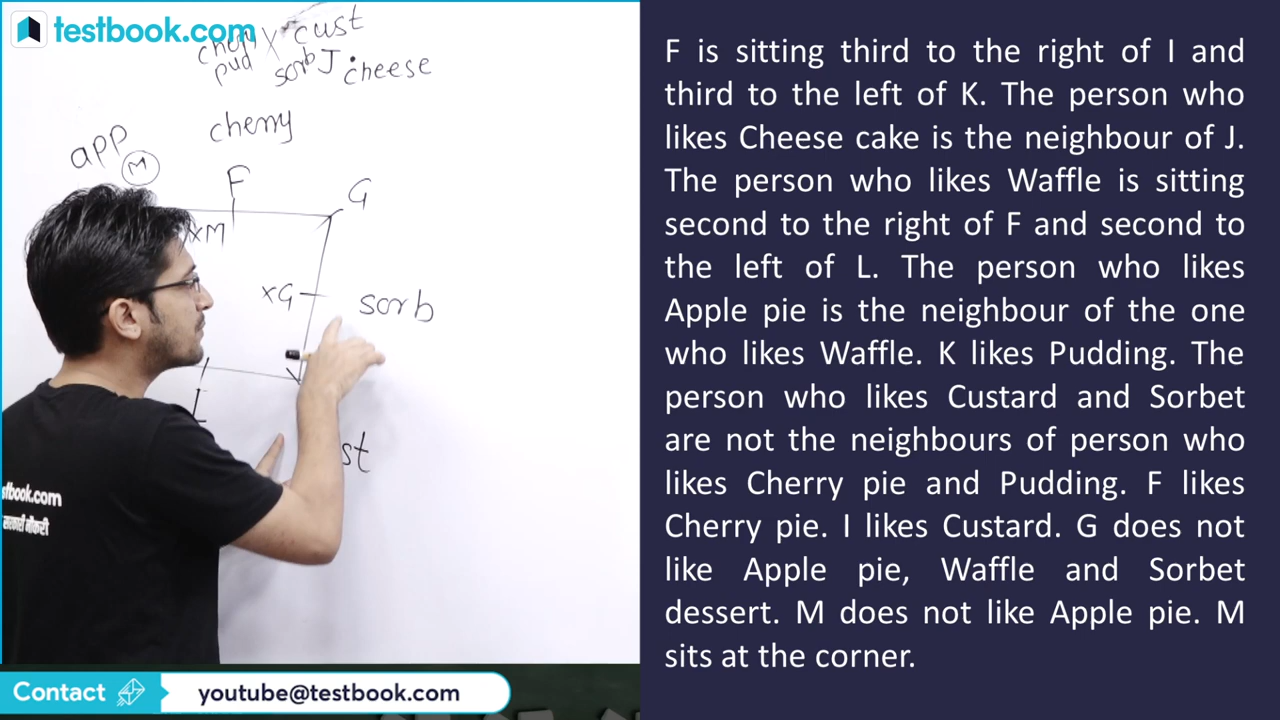 testbook.com
cust
pud sorb J cheese
cherry
app
M
F
G
xM
xG
sorb
I
st
tbook.com
सरकारी नौकरी
Contact
youtube@testbook.com
F is sitting third to the right of I and
third to the left of K. The person who
likes Cheese cake is the neighbour of J.
The person who likes Waffle is sitting
second to the right of F and second to
the left of L. The person who likes
Apple pie is the neighbour of the one
who likes Waffle. K likes Pudding. The
person who likes Custard and Sorbet
are not the neighbours of person who
likes Cherry pie and Pudding. F likes
Cherry pie. I likes Custard. G does not
like Apple pie, Waffle and Sorbet
dessert. M does not like Apple pie. M
sits at the corner.